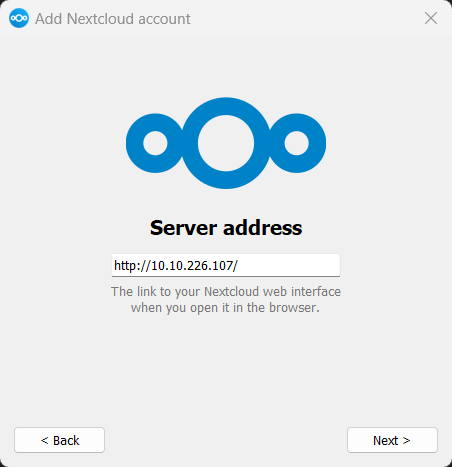 Add Nextcloud account
Server address
http://10.10.226.107/
The link to your Nextcloud web interface
when you open it in the browser.
< Back
Next >